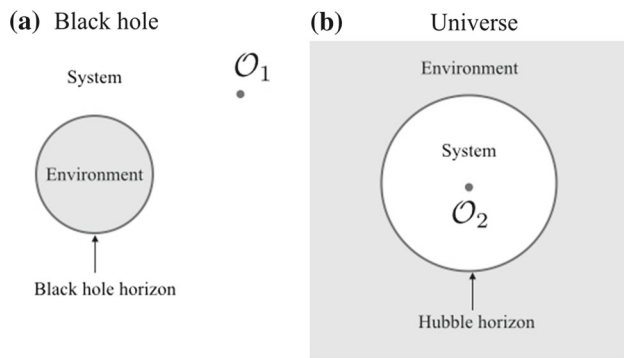 (a) Black hole
System
𝒪₁
Environment
Black hole horizon
(b) Universe
Environment
System
𝒪₂
Hubble horizon